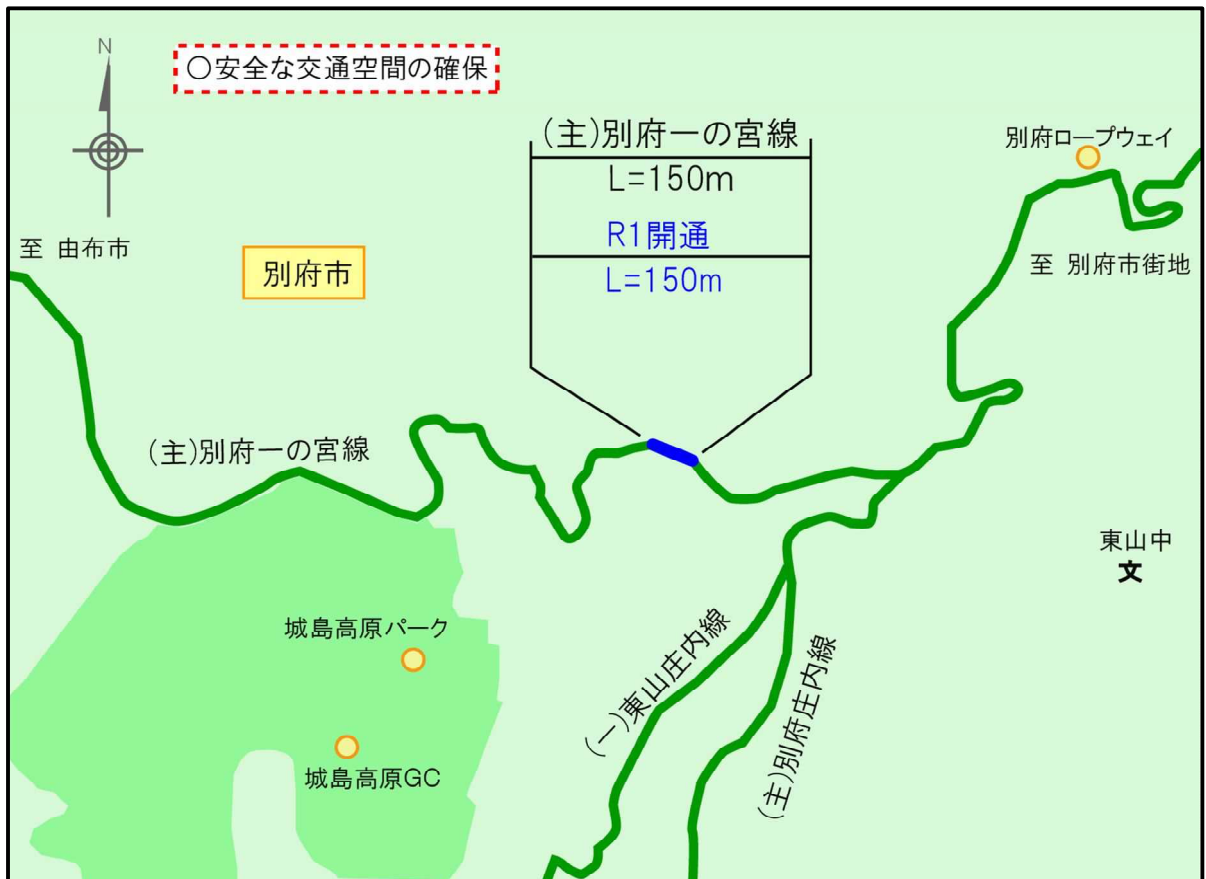 N
○安全な交通空間の確保
(主)別府一の宮線
L=150m
R1開通
L=150m
別府ロープウェイ
至 由布市
別府市
至 別府市街地
(主)別府一の宮線
東山中
文
城島高原パーク
(一)東山庄内線
(主)別府庄内線
城島高原GC